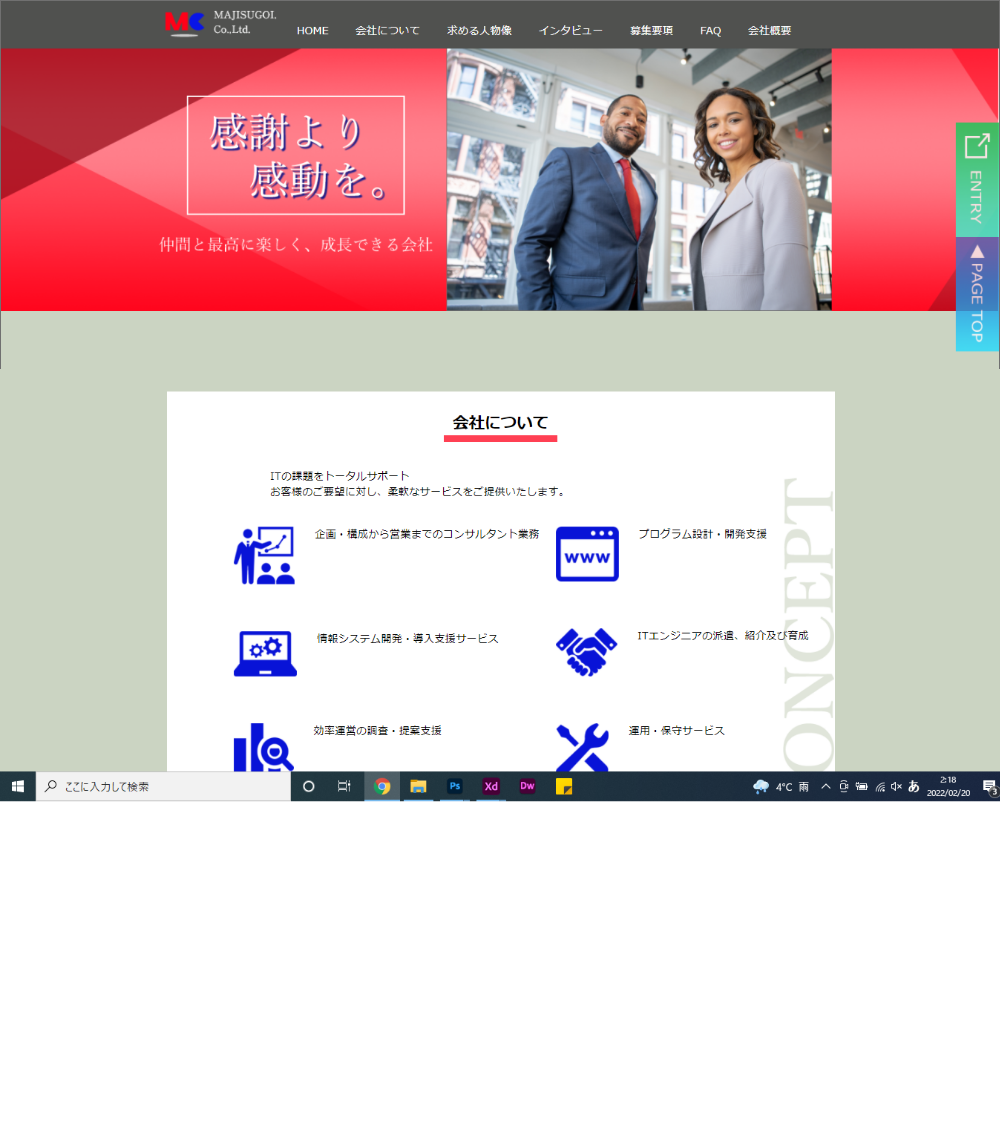 MAJISUGOL
Co.,Ltd.
HOME
会社について
求める人物像
インタビュー
募集要項
FAQ
会社概要
感謝より
感動を。
仲間と最高に楽しく、成長できる会社
ENTRY
PAGE TOP
会社について
ITの課題をトータルサポート
お客様のご要望に対し、柔軟なサービスをご提供いたします。
企画・構成から営業までのコンサルタント業務
www
プログラム設計・開発支援
情報システム開発・導入支援サービス
ITエンジニアの派遣、紹介及び育成
効率運営の調査・提案支援
運用・保守サービス
ONCEPT
ここに入力して検索
Ps
Xd
Dw
4°C 雨
あ
2:18
2022/02/20
3